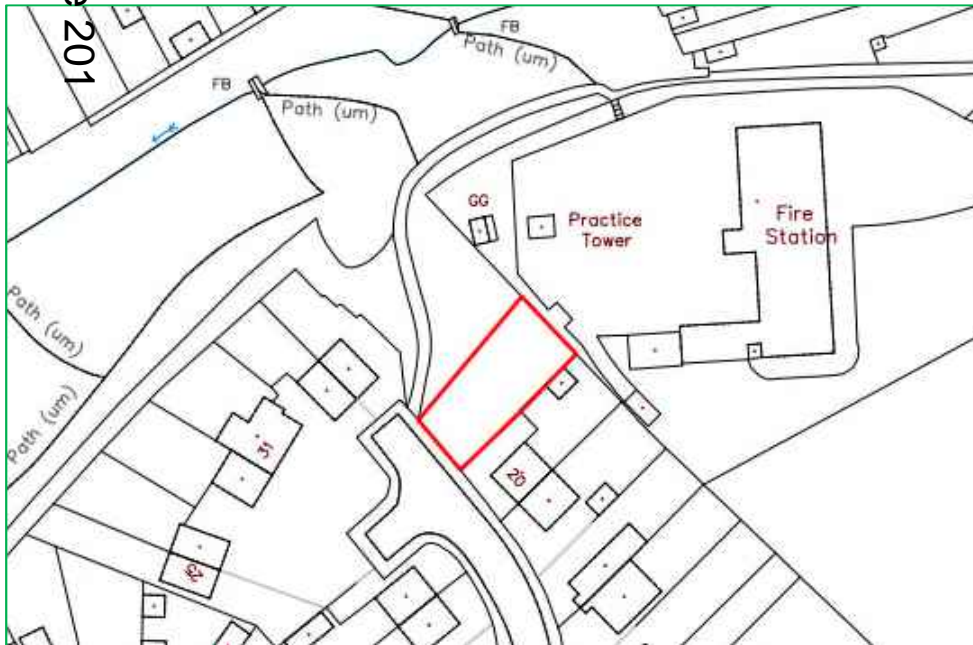 e 201
FB
Path (um)
FB
Path (um)
GG
Practice
Tower
Fire
Station
Path (um)
Path (um)
31
20
25